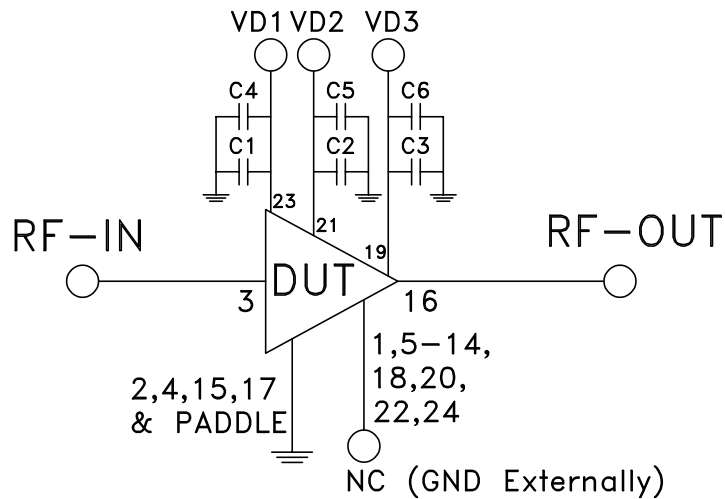 VD1 VD2 VD3
C4 C5 C6
C1 C2 C3
23
21
19
RF-IN
RF-OUT
3
DUT
16
1,5-14,
18,20,
22,24
2,4,15,17
& PADDLE
NC (GND Externally)